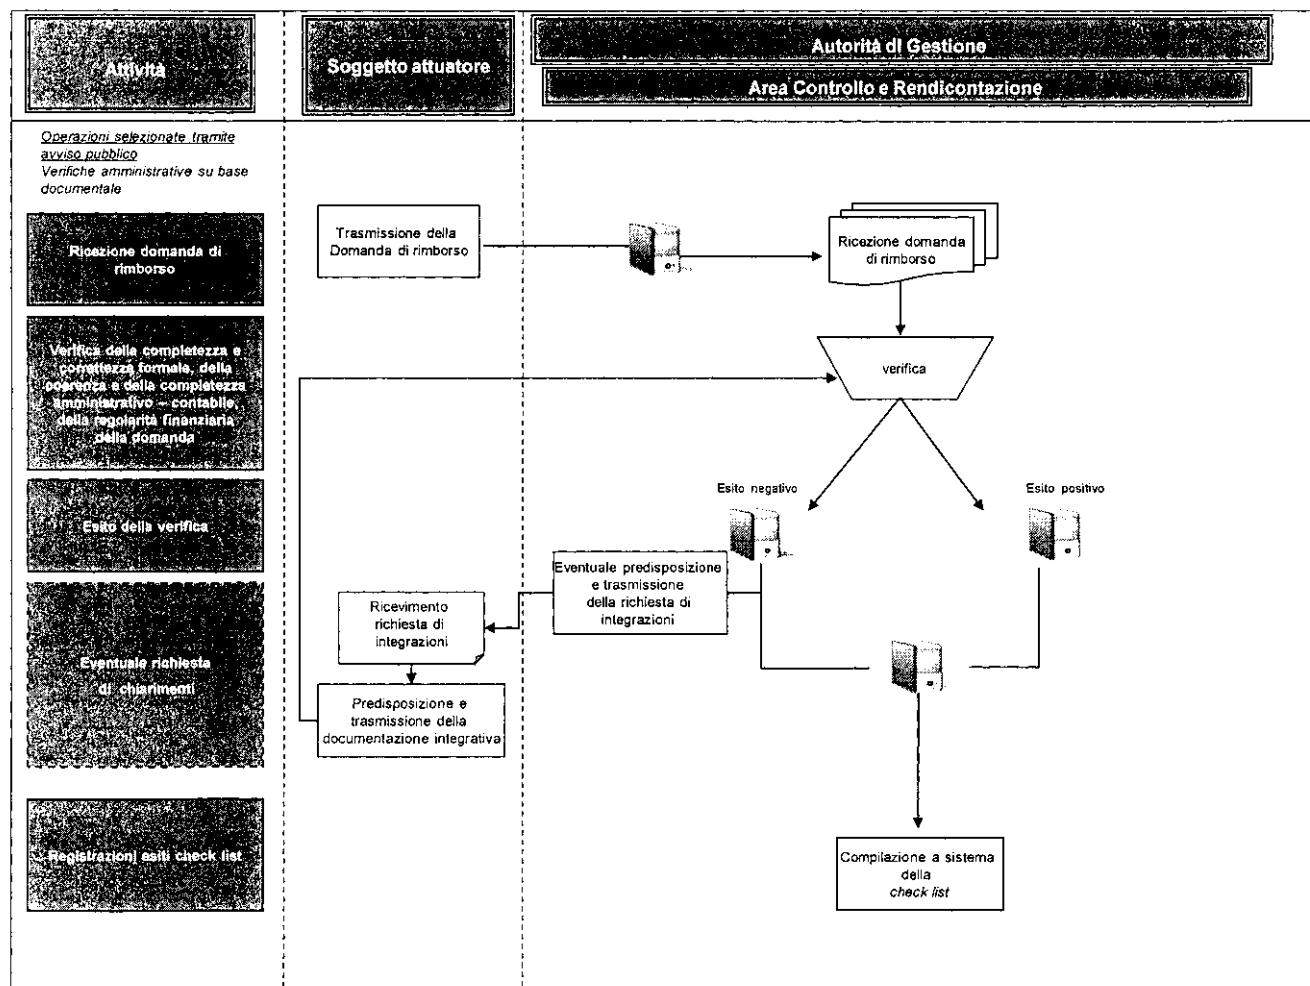 Attività
Soggetto attuatore
Autorità di Gestione
Area Controllo e Rendicontazione
Operazioni selezionate tramite
avviso pubblico
Verifiche amministrative su base
documentale
Ricezione domanda di
rimborso
Trasmissione della
Domanda di rimborso
Ricezione domanda
di rimborso
Verifica della completezza e
correttezza formale, della
coerenza e della completezza
amministrativo – contabile,
della regolarità finanziaria
della domanda
verifica
Esito della verifica
Esito negativo
Esito positivo
Eventuale predisposizione
e trasmissione
della richiesta di
integrazioni
Ricevimento
richiesta di
integrazioni
Eventuale richiesta
di chiarimenti
Predisposizione e
trasmissione della
documentazione integrativa
Registrazioni esiti check list
Compilazione a sistema
della
check list